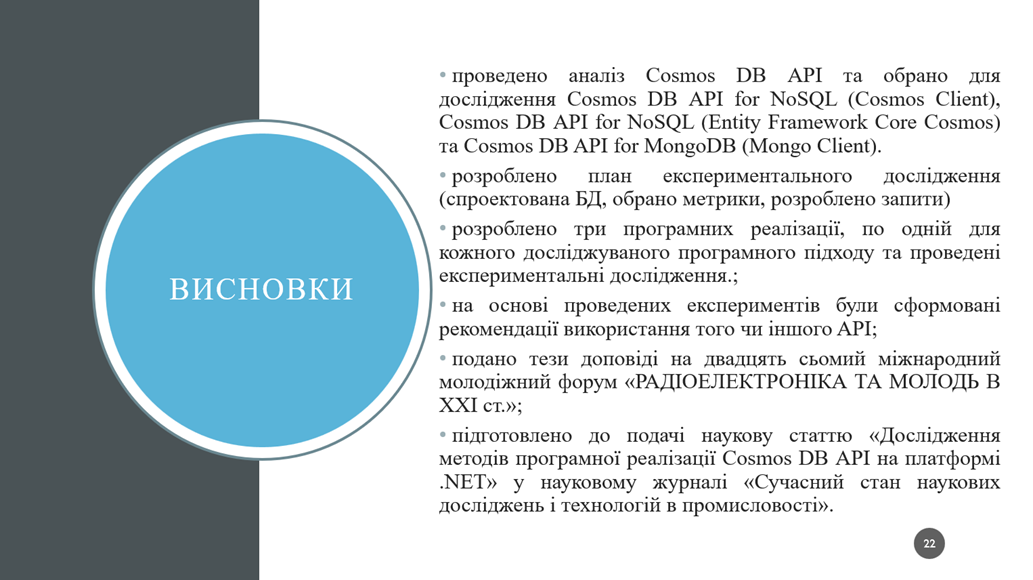 ВИСНОВКИ
• проведено аналіз Cosmos DB API та обрано для
дослідження Cosmos DB API for NoSQL (Cosmos Client),
Cosmos DB API for NoSQL (Entity Framework Core Cosmos)
та Cosmos DB API for MongoDB (Mongo Client).
• розроблено план експериментального дослідження
(спроектована БД, обрано метрики, розроблено запити)
• розроблено три програмних реалізації, по одній для
кожного досліджуваного програмного підходу та проведені
експериментальні дослідження.;
• на основі проведених експериментів були сформовані
рекомендації використання того чи іншого API;
• подано тези доповіді на двадцять сьомий міжнародний
молодіжний форум «РАДІОЕЛЕКТРОНІКА ТА МОЛОДЬ В
XXI ст.»;
• підготовлено до подачі наукову статтю «Дослідження
методів програмної реалізації Cosmos DB API на платформі
.NET» у науковому журналі «Сучасний стан наукових
досліджень і технологій в промисловості».
22